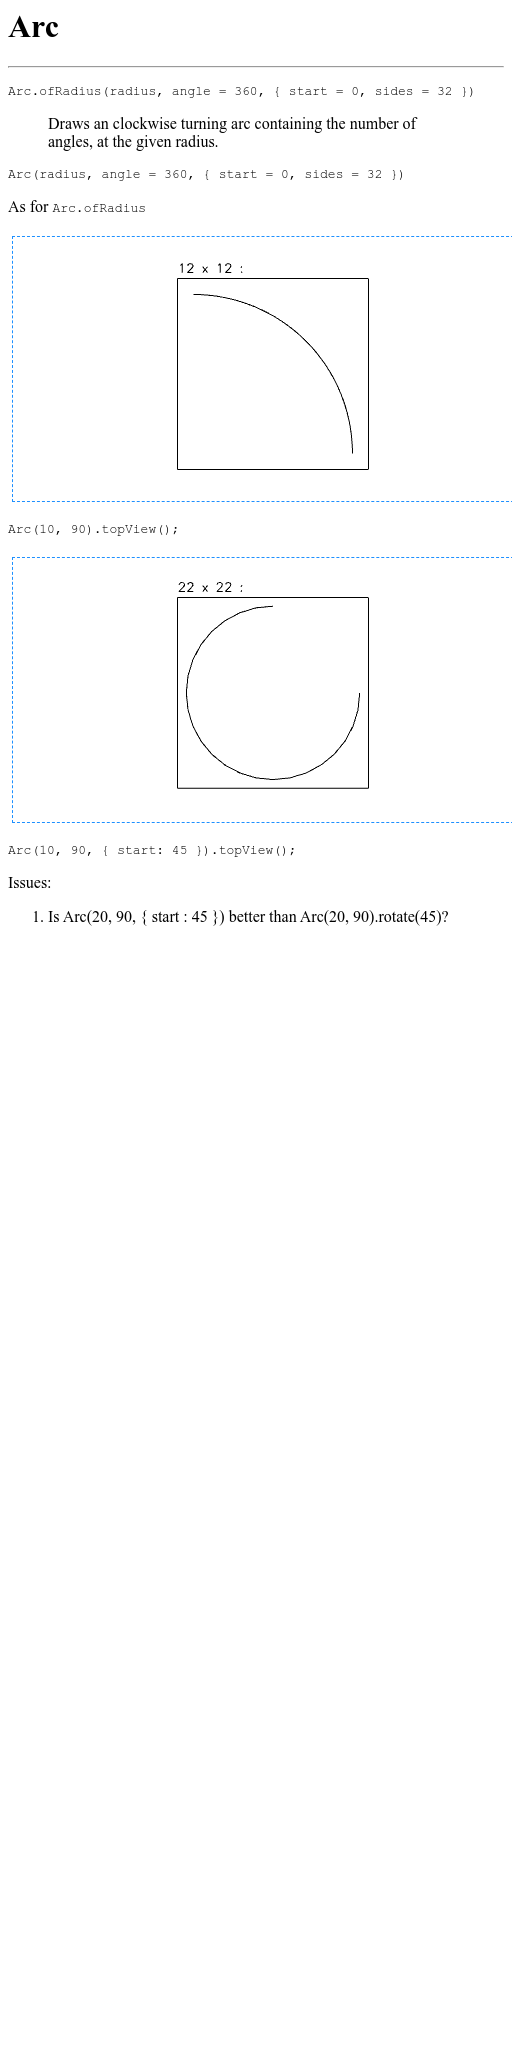 Arc
Arc.ofRadius(radius, angle = 360, { start = 0, sides = 32 })
Draws an clockwise turning arc containing the number of
angles, at the given radius.
Arc(radius, angle = 360, { start = 0, sides = 32 })
As for Arc.ofRadius
12 x 12 :
Arc(10, 90).topView();
22 x 22 :
Arc(10, 90, { start: 45 }).topView();
Issues:
1. Is Arc(20, 90, { start : 45 }) better than Arc(20, 90).rotate(45)?